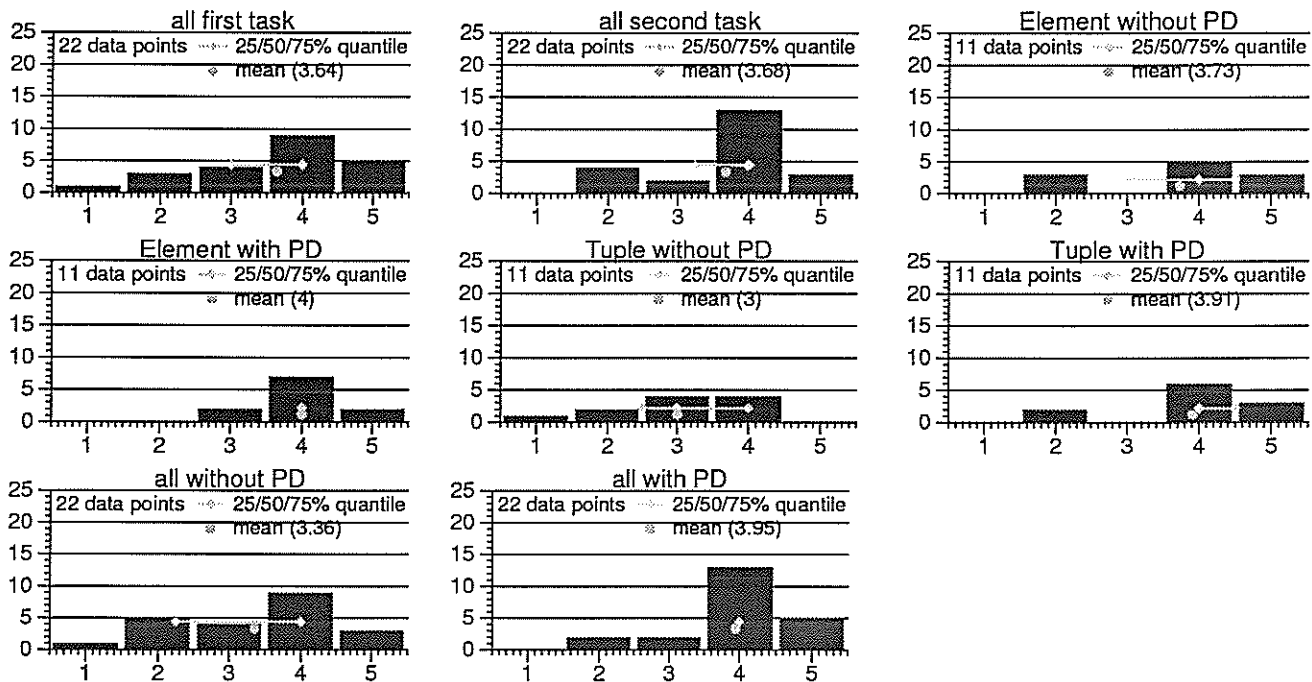 all first task
25
22 data points 25/50/75% quantile
20
mean (3.64)
15
10
5
0
1 2 3 4 5
all second task
25
22 data points 25/50/75% quantile
20
mean (3.68)
15
10
5
0
1 2 3 4 5
Element without PD
25
11 data points 25/50/75% quantile
20
mean (3.73)
15
10
5
0
1 2 3 4 5
Element with PD
25
11 data points 25/50/75% quantile
20
mean (4)
15
10
5
0
1 2 3 4 5
Tuple without PD
25
11 data points 25/50/75% quantile
20
mean (3)
15
10
5
0
1 2 3 4 5
Tuple with PD
25
11 data points 25/50/75% quantile
20
mean (3.91)
15
10
5
0
1 2 3 4 5
all without PD
25
22 data points 25/50/75% quantile
20
mean (3.36)
15
10
5
0
1 2 3 4 5
all with PD
25
22 data points 25/50/75% quantile
20
mean (3.95)
15
10
5
0
1 2 3 4 5